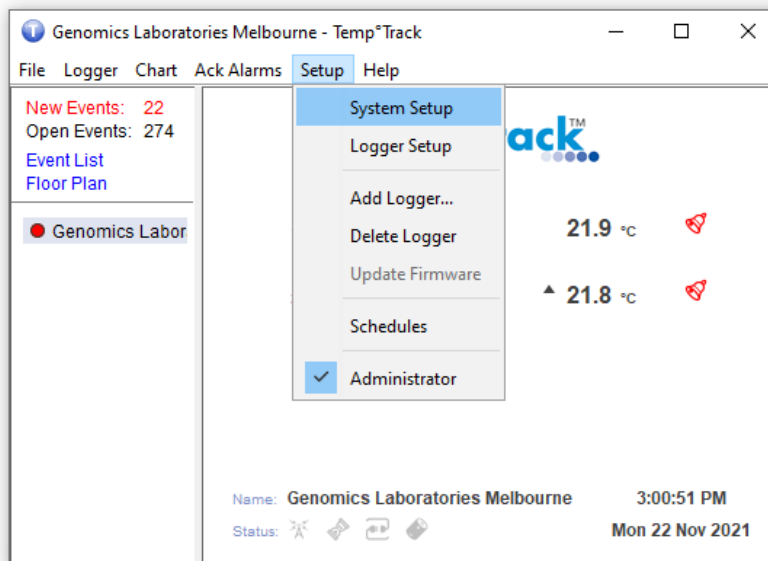 Genomics Laboratories Melbourne - Temp°Track
File Logger Chart Ack Alarms Setup Help
New Events: 22
Open Events: 274
Event List
Floor Plan
Genomics Labor
System Setup
Logger Setup
Add Logger...
Delete Logger
Update Firmware
Schedules
Administrator
ack™
21.9 °C
21.8 °C
Name: Genomics Laboratories Melbourne 3:00:51 PM
Status: Mon 22 Nov 2021